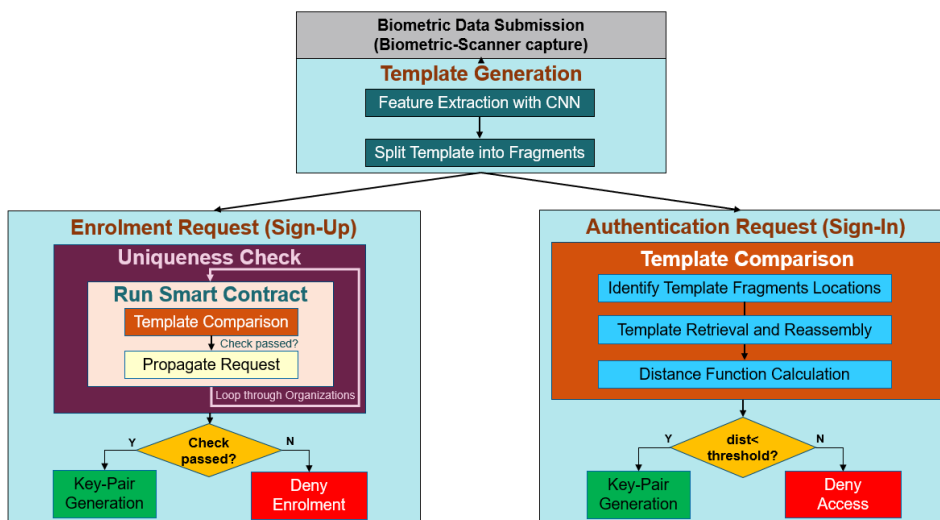 Biometric Data Submission
(Biometric-Scanner capture)
Template Generation
Feature Extraction with CNN
Split Template into Fragments
Enrolment Request (Sign-Up)
Uniqueness Check
Run Smart Contract
Template Comparison
Check passed?
Propagate Request
Loop through Organizations
Check
passed?
Y
N
Key-Pair
Generation
Deny
Enrolment
Authentication Request (Sign-In)
Template Comparison
Identify Template Fragments Locations
Template Retrieval and Reassembly
Distance Function Calculation
dist<
threshold?
Y
N
Key-Pair
Generation
Deny
Access